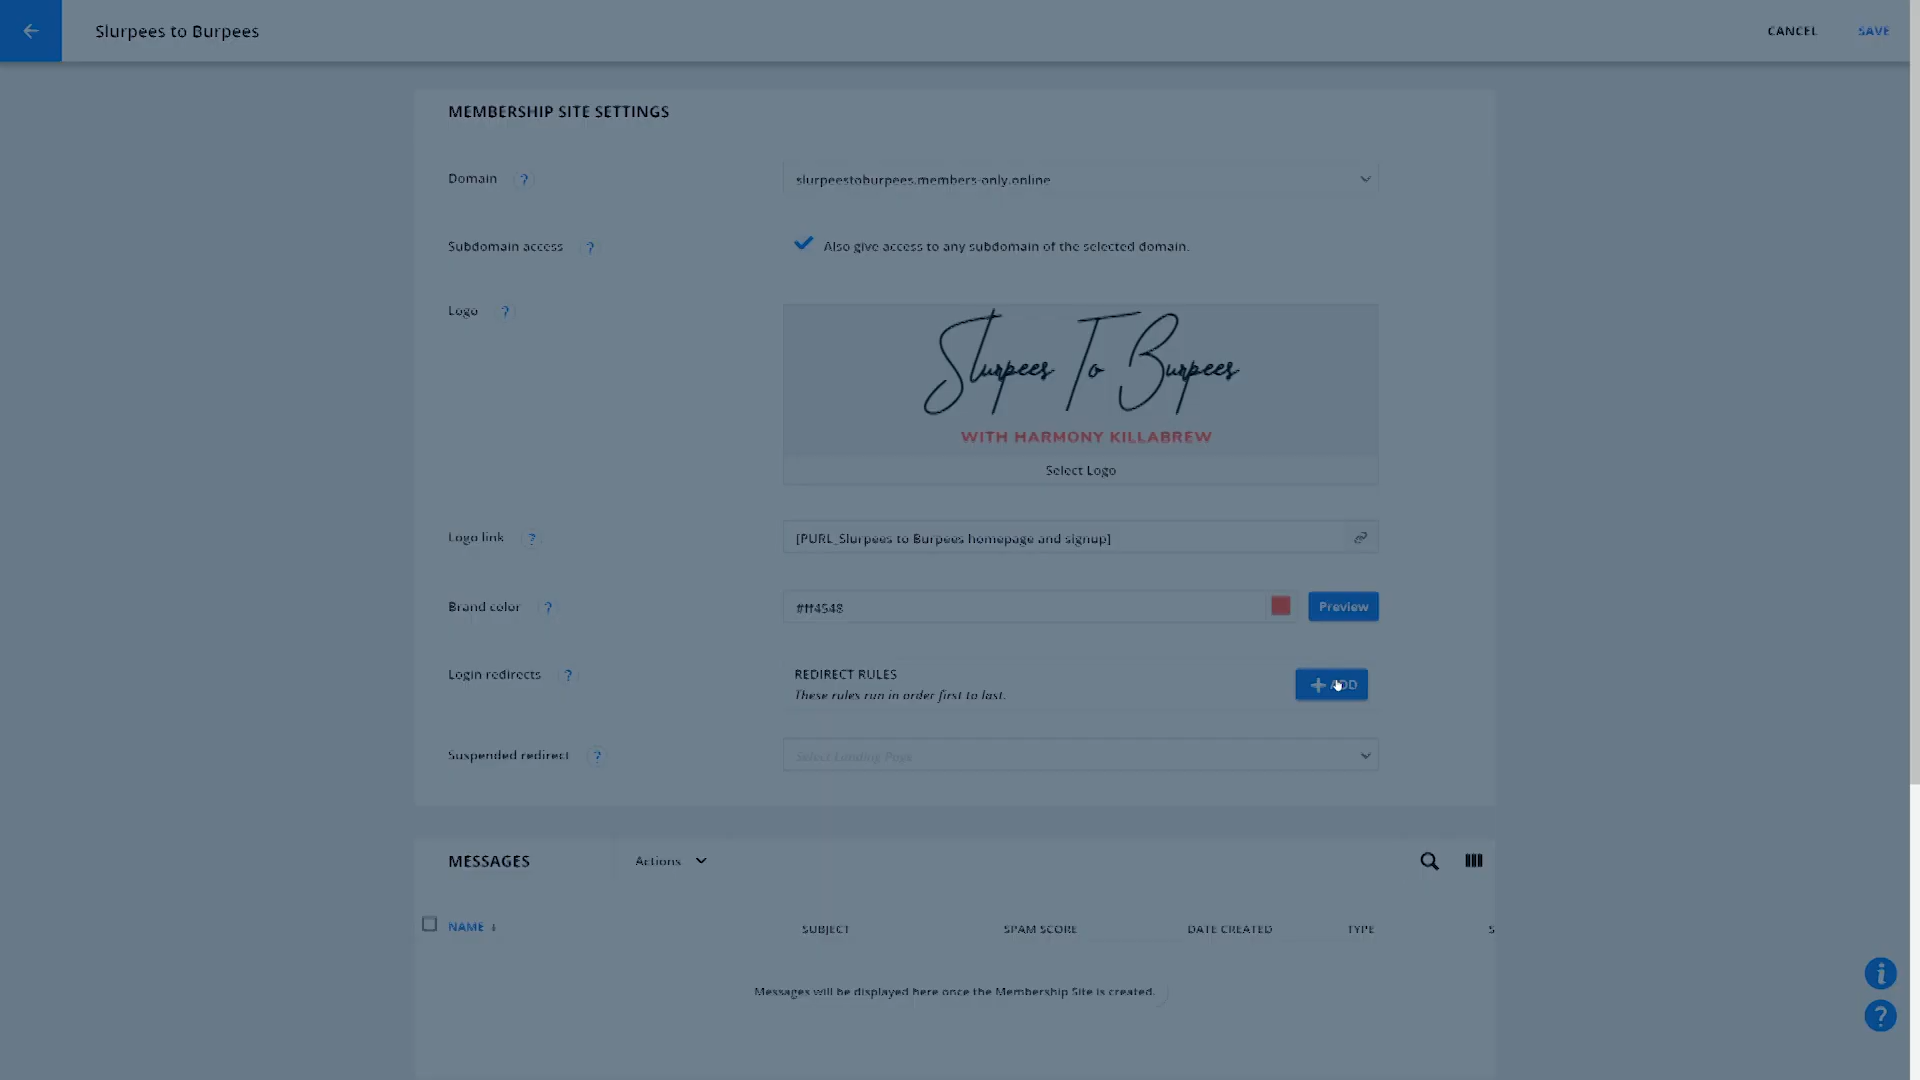 Slurpees to Burpees
CANCEL
SAVE
MEMBERSHIP SITE SETTINGS
Domain ?
slurpeestoburpees.members-only.online
Subdomain access ?
Also give access to any subdomain of the selected domain.
Logo ?
Slurpees To Burpees
WITH HARMONY KILLABREW
Select Logo
Logo link ?
[PURL_Slurpees to Burpees homepage and signup]
Brand color ?
#ff4548
Preview
Login redirects ?
REDIRECT RULES
These rules run in order first to last.
ADD
Suspended redirect ?
Select Landing Page
MESSAGES
Actions
NAME
SUBJECT
SPAM SCORE
DATE CREATED
TYPE
S
Messages will be displayed here once the Membership Site is created.